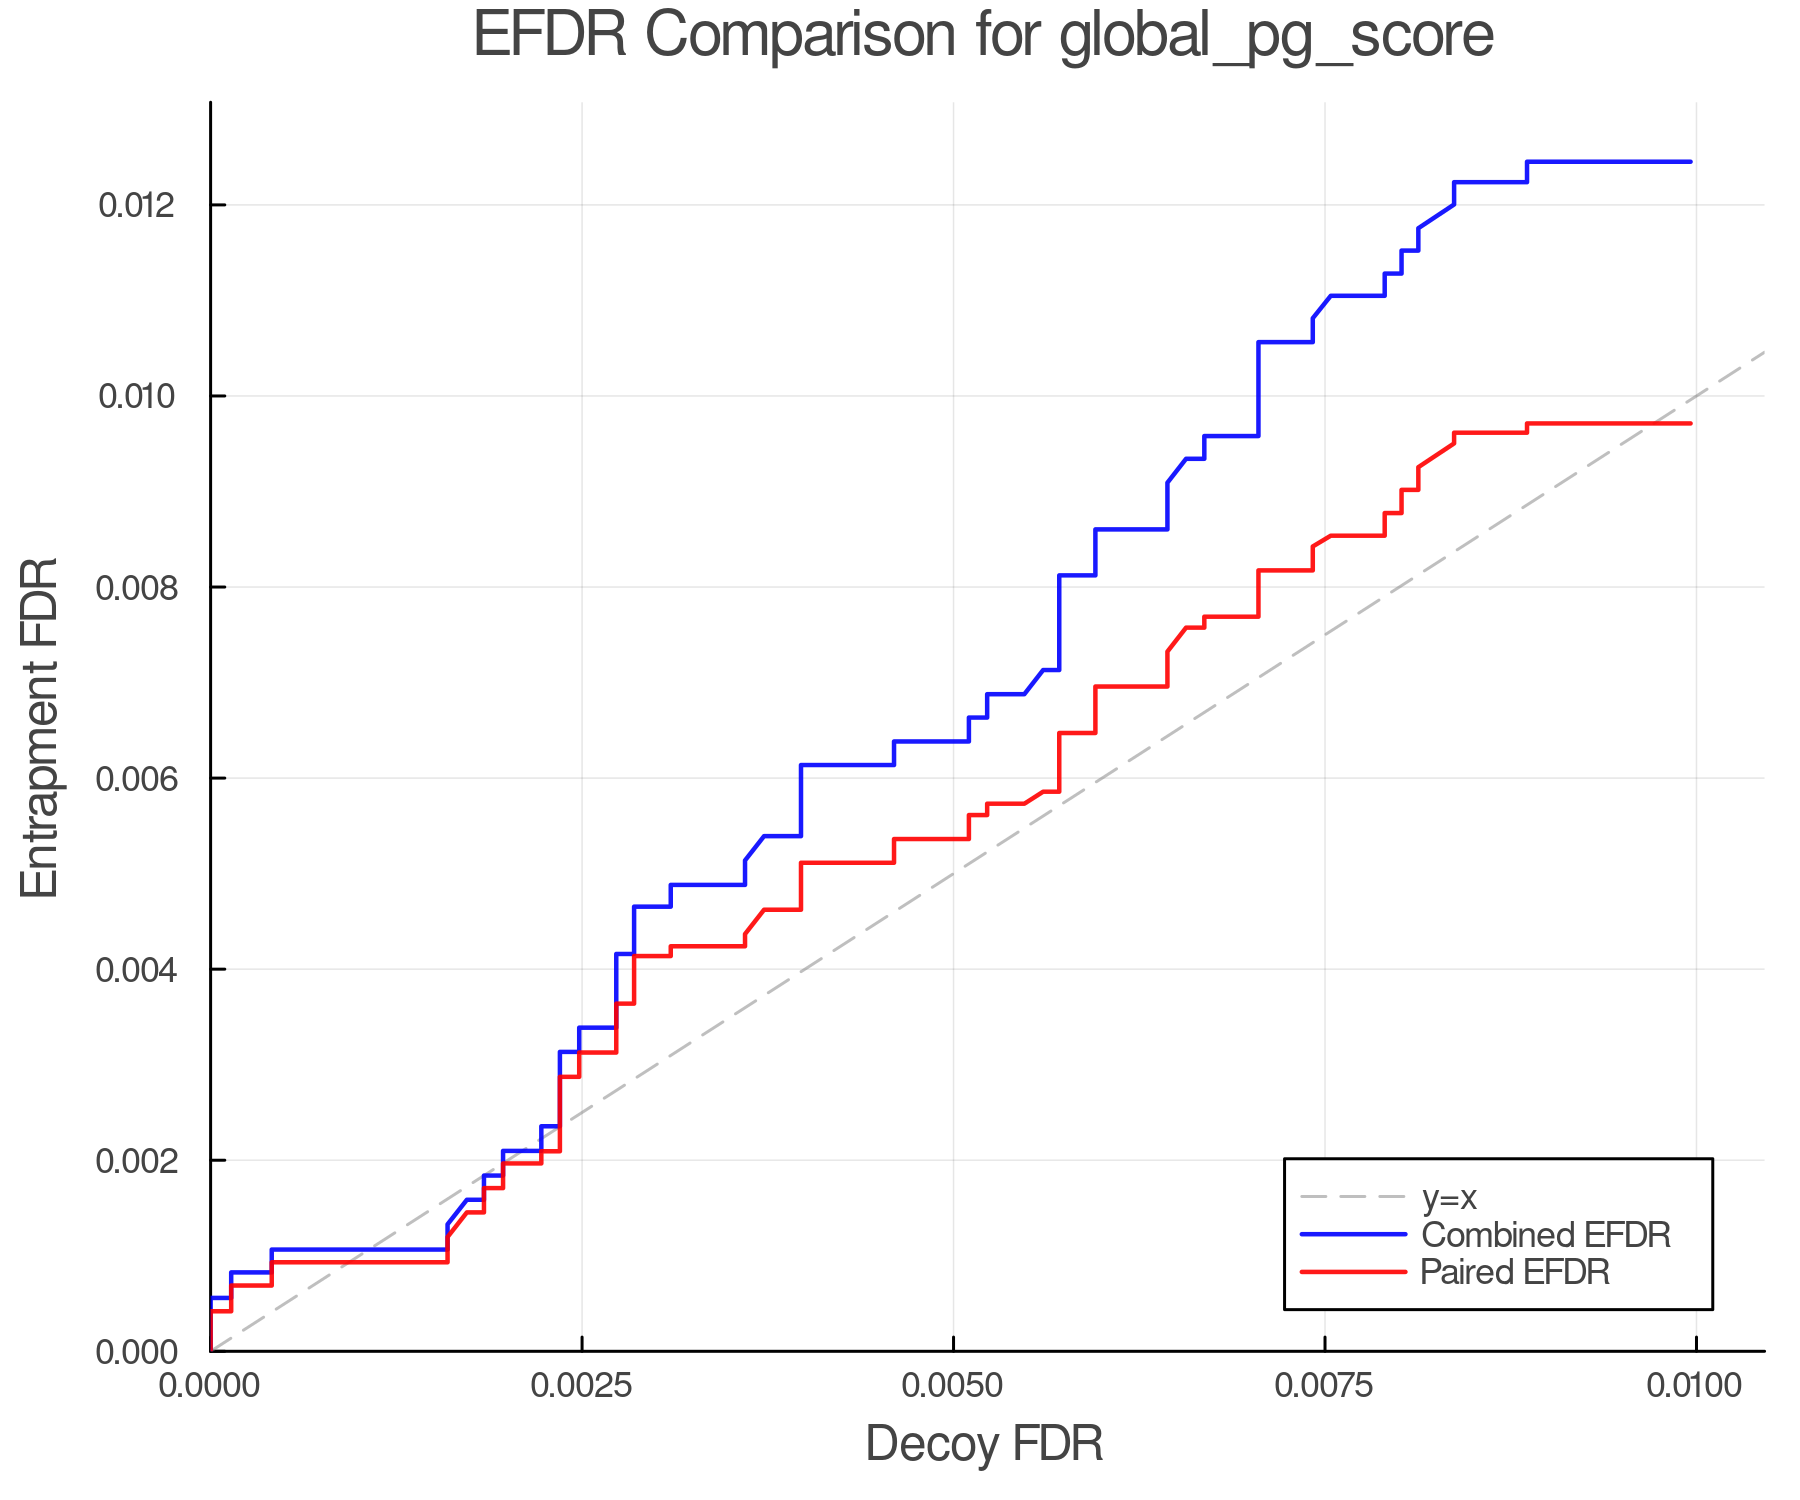 EFDR Comparison for global_pg_score
0.012
0.010
0.008
0.006
0.004
0.002
0.000
Entrapment FDR
0.0000
0.0025
0.0050
0.0075
0.0100
Decoy FDR
y=x
Combined EFDR
Paired EFDR